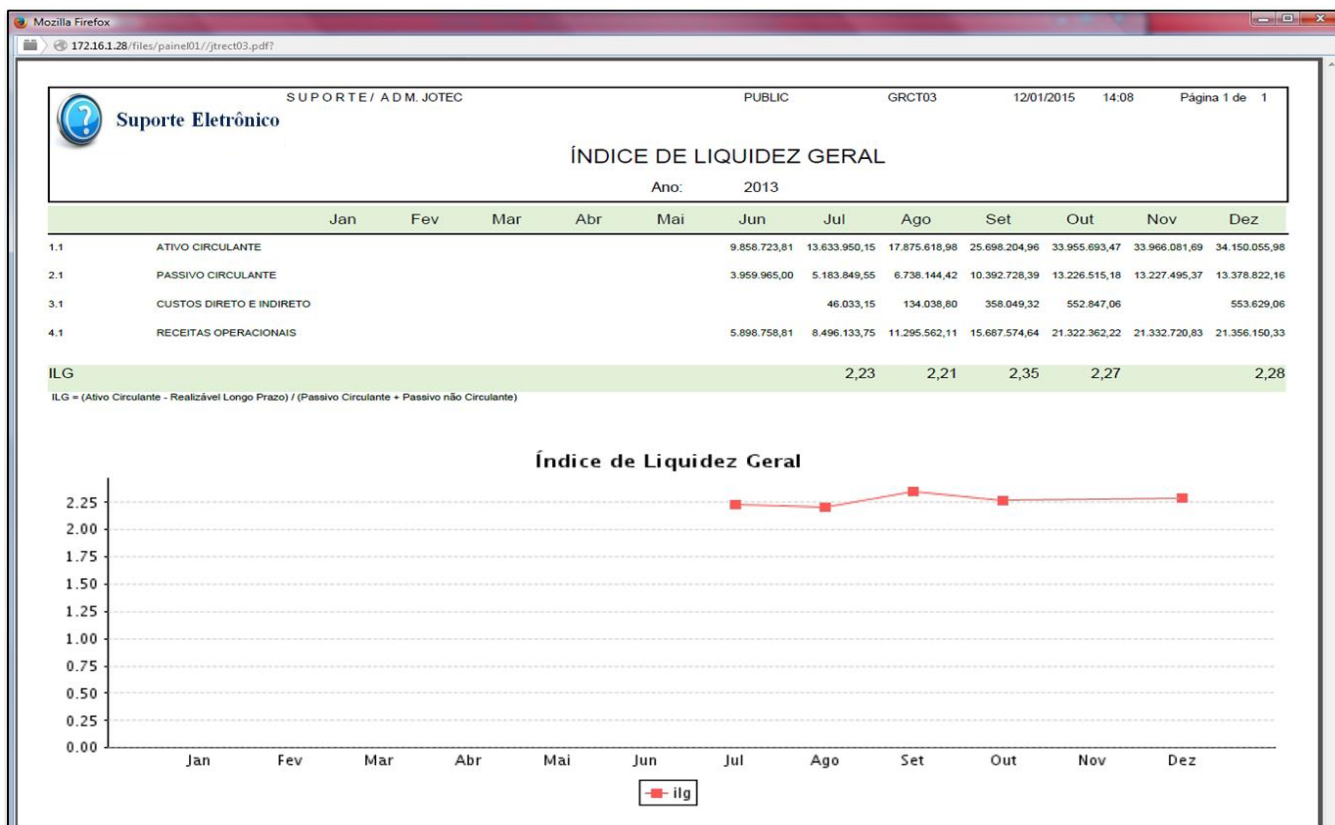 Mozilla Firefox
172.16.1.28/files/painel01//jtrect03.pdf?
SUPORTE/ ADM. JOTEC PUBLIC GRCT03 12/01/2015 14:08 Página 1 de 1
Suporte Eletrônico
ÍNDICE DE LIQUIDEZ GERAL
Ano: 2013
Jan Fev Mar Abr Mai Jun Jul Ago Set Out Nov Dez
1.1 ATIVO CIRCULANTE 9.858.723,81 13.633.950,15 17.875.618,98 25.698.204,96 33.955.693,47 33.966.081,69 34.150.055,98
2.1 PASSIVO CIRCULANTE 3.959.965,00 5.183.849,55 6.738.144,42 10.392.728,39 13.226.515,18 13.227.495,37 13.378.822,16
3.1 CUSTOS DIRETO E INDIRETO 46.033,15 134.038,80 358.049,32 552.847,06 553.629,06
4.1 RECEITAS OPERACIONAIS 5.898.758,81 8.496.133,75 11.295.562,11 15.687.574,64 21.322.362,22 21.332.720,83 21.356.150,33
ILG 2,23 2,21 2,35 2,27 2,28
ILG = (Ativo Circulante - Realizável Longo Prazo) / (Passivo Circulante + Passivo não Circulante)
Índice de Liquidez Geral
2.25
2.00
1.75
1.50
1.25
1.00
0.75
0.50
0.25
0.00
Jan Fev Mar Abr Mai Jun Jul Ago Set Out Nov Dez
ilg